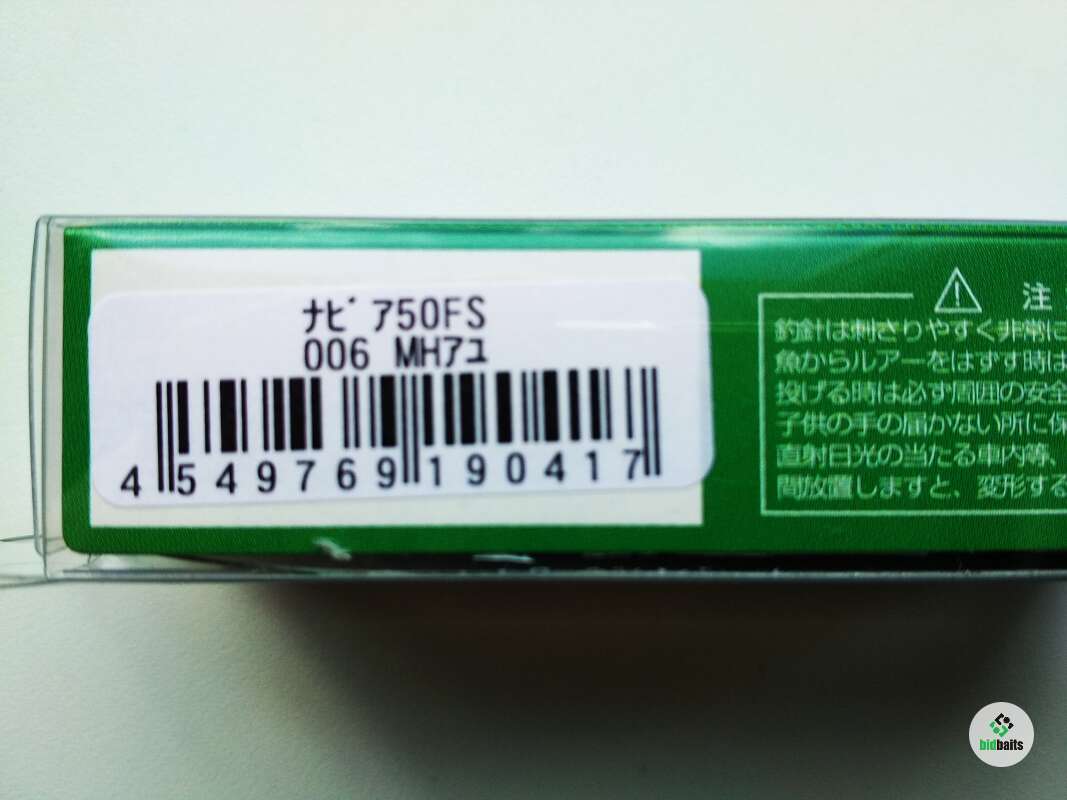 ナビア50FS
006 MHアユ
4 549769 190417
注
釣針は刺さりやすく非常に
魚からルアーをはずす時は
投げる時は必ず周囲の安全
子供の手の届かない所に保
直射日光の当たる車内等、
間放置しますと、変形する
bidbaits